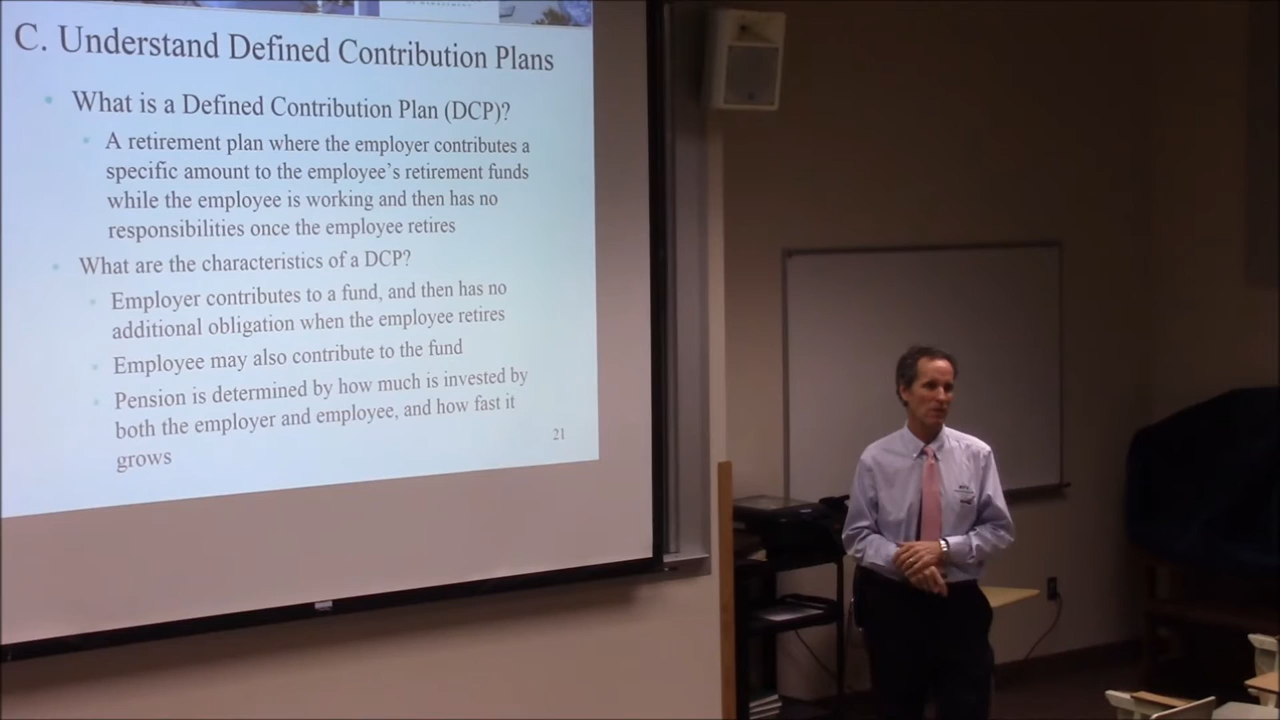 OF MANAGEMENT
C. Understand Defined Contribution Plans
What is a Defined Contribution Plan (DCP)?
A retirement plan where the employer contributes a
specific amount to the employee's retirement funds
while the employee is working and then has no
responsibilities once the employee retires
What are the characteristics of a DCP?
Employer contributes to a fund, and then has no
additional obligation when the employee retires
Employee may also contribute to the fund
Pension is determined by how much is invested by
both the employer and employee, and how fast it
grows
21